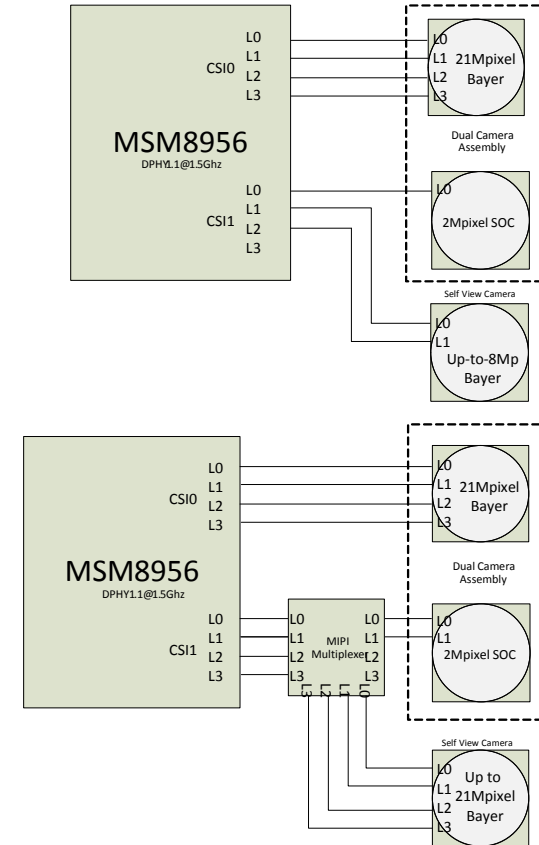 L0
L1
CSI0
L2
L3
MSM8956
DPHY1.1@1.5Ghz
L0
L1
CSI1
L2
L3
L0
L1
L2
L3
21Mpixel
Bayer
Dual Camera
Assembly
L0
2Mpixel SOC
Self View Camera
L0
L1
Up-to-8Mp
Bayer
L0
L1
CSI0
L2
L3
MSM8956
DPHY1.1@1.5Ghz
L0
L1
CSI1
L2
L3
L0
L1
L2
L3
MIPI
Multiplexer
L0
L1
L2
L3
L3
L2
L1
L0
L0
L1
L2
L3
21Mpixel
Bayer
Dual Camera
Assembly
L0
L1
2Mpixel SOC
Self View Camera
L0
L1
L2
L3
Up to
21Mpixel
Bayer